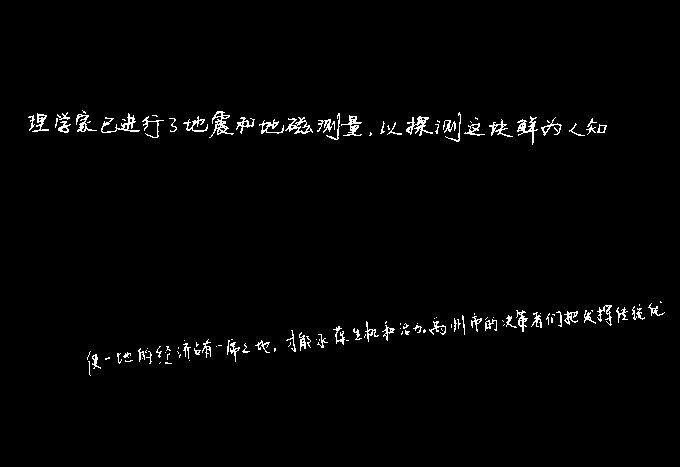 理学家已进行了地震和地磁测量,以探测这块鲜为人知
使一地的经济占有一席之地,才能永葆生机和活力。禹州市的决策者们把发挥传统优